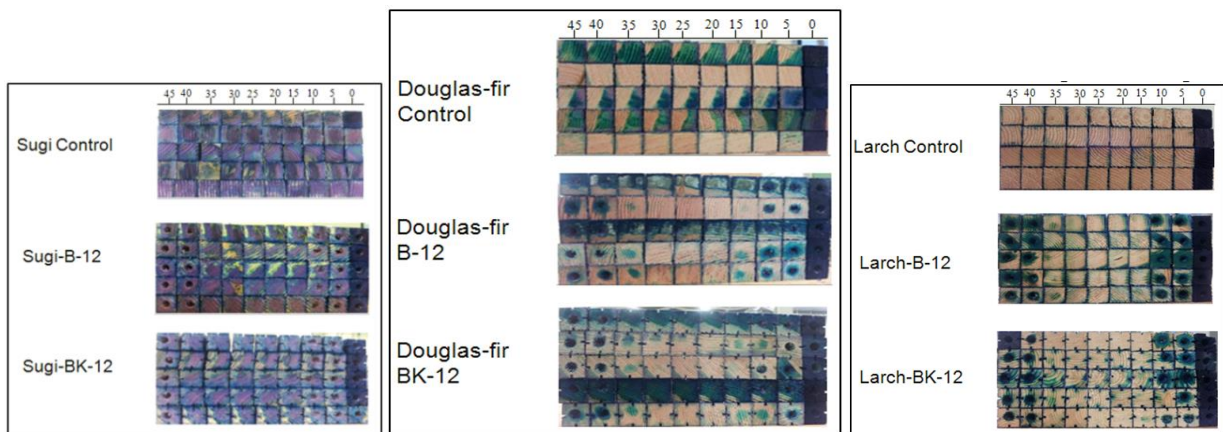 45 40 35 30 25 20 15 10 5 0
Sugi Control
Sugi-B-12
Sugi-BK-12
45 40 35 30 25 20 15 10 5 0
Douglas-fir
Control
Douglas-fir
B-12
Douglas-fir
BK-12
45 40 35 30 25 20 15 10 5 0
Larch Control
Larch-B-12
Larch-BK-12